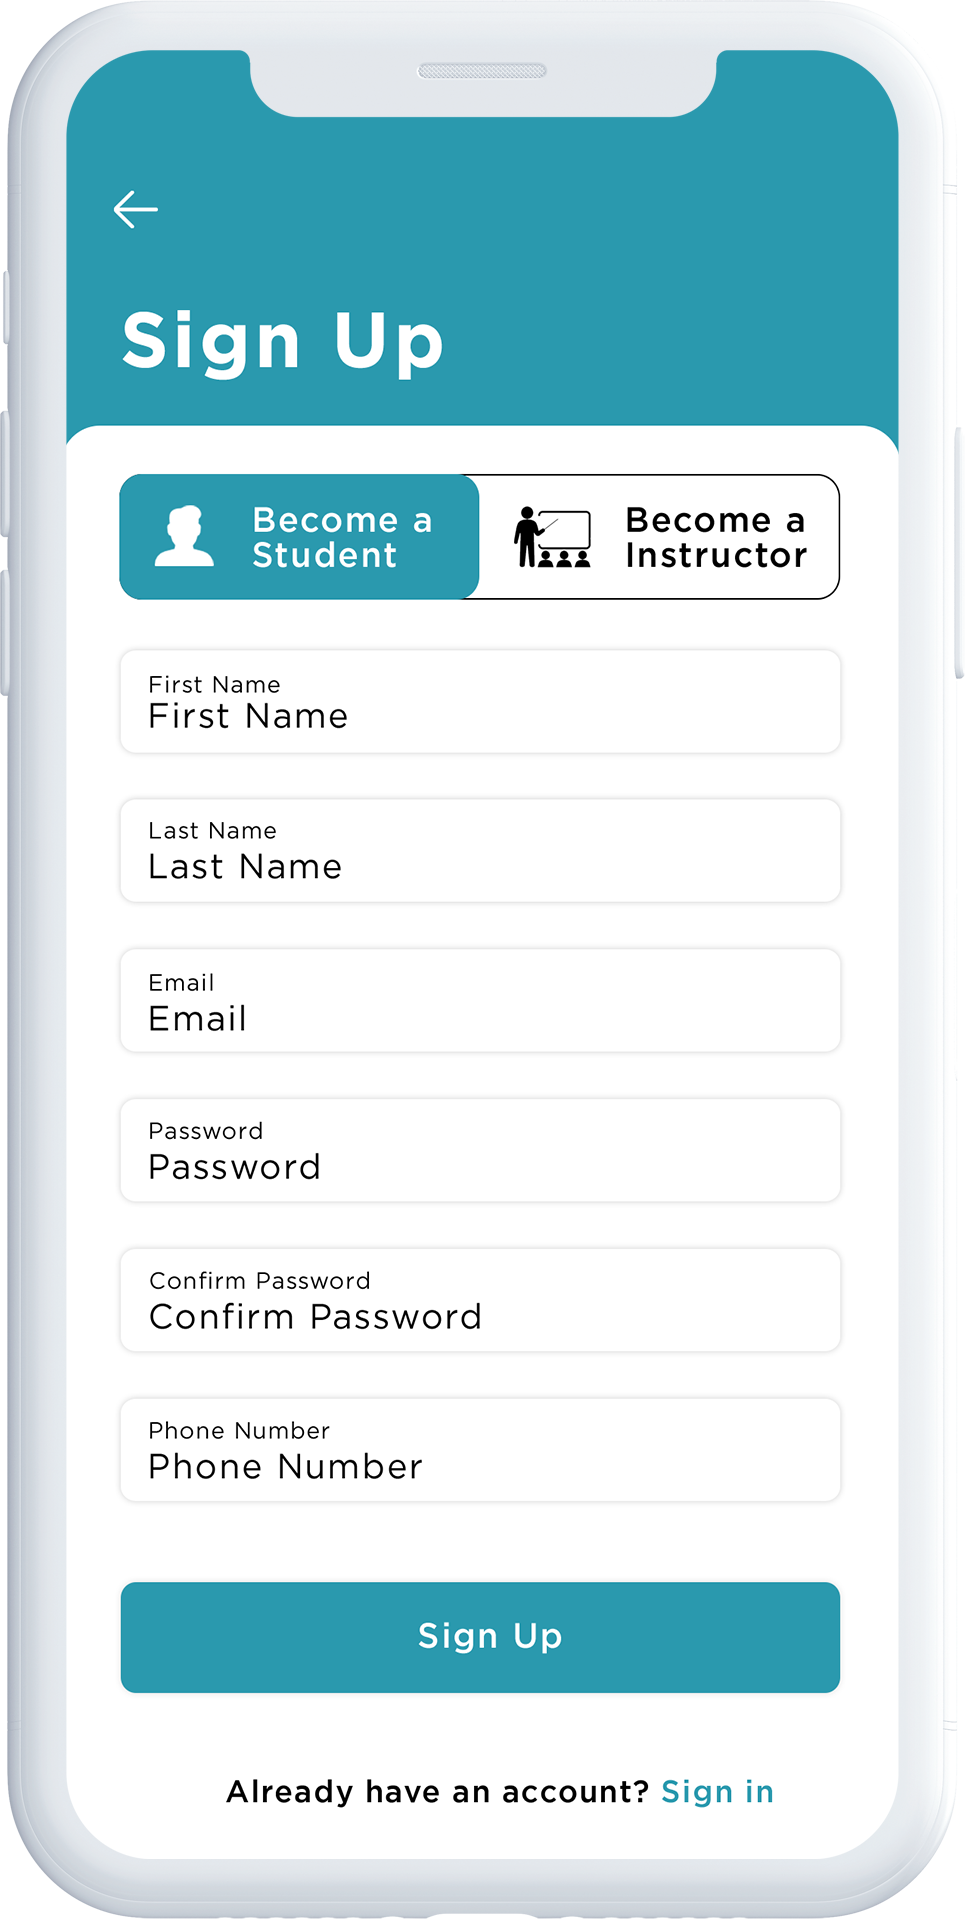 Sign Up
Become a
Student
Become a
Instructor
First Name
First Name
Last Name
Last Name
Email
Email
Password
Password
Confirm Password
Confirm Password
Phone Number
Phone Number
Sign Up
Already have an account? Sign in